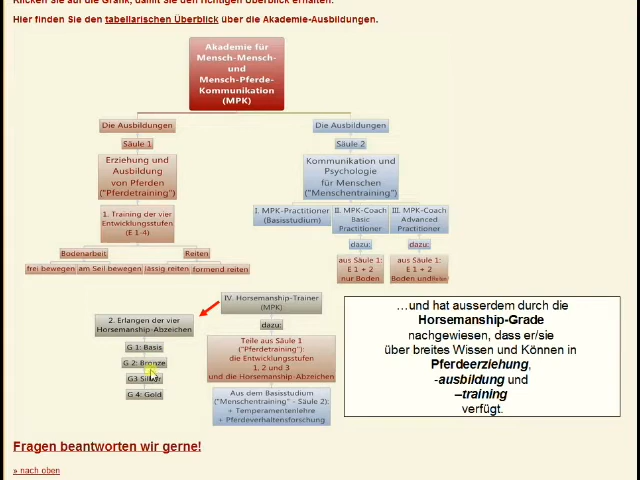 Klicken Sie auf die Grafik, damit Sie den richtigen Überblick erhalten.
Hier finden Sie den tabellarischen Überblick über die Akademie-Ausbildungen.
Akademie für
Mensch-Mensch-
und
Mensch-Pferde-
Kommunikation
(MPK)
Die Ausbildungen
Säule 1
Erziehung und
Ausbildung
von Pferden
("Pferdetraining")
1. Training der vier
Entwicklungsstufen
(E 1-4)
Bodenarbeit
Reiten
frei bewegen
am Seil bewegen
lässig reiten
formend reiten
Die Ausbildungen
Säule 2
Kommunikation und
Psychologie
für Menschen
("Menschentraining")
I. MPK-Practitioner
(Basisstudium)
II. MPK-Coach
Basic
Practitioner
dazu:
aus Säule 1:
E 1 + 2
nur Boden
III. MPK-Coach
Advanced
Practitioner
dazu:
aus Säule 1:
E 1 + 2
Boden und Reiten
2. Erlangen der vier
Horsemanship-Abzeichen
G 1: Basis
G 2: Bronze
G3 Silber
G 4: Gold
IV. Horsemanship-Trainer
(MPK)
dazu:
Teile aus Säule 1
("Pferdetraining"):
die Entwicklungsstufen
1, 2 und 3
und die Horsemanship-Abzeichen
Aus dem Basisstudium
("Menschentraining - Säule 2):
+ Temperamentenlehre
+ Pferdeverhaltensforschung
…und hat ausserdem durch die
Horsemanship-Grade
nachgewiesen, dass er/sie
über breites Wissen und Können in
Pferdeerziehung,
-ausbildung und
–training
verfügt.
Fragen beantworten wir gerne!
» nach oben